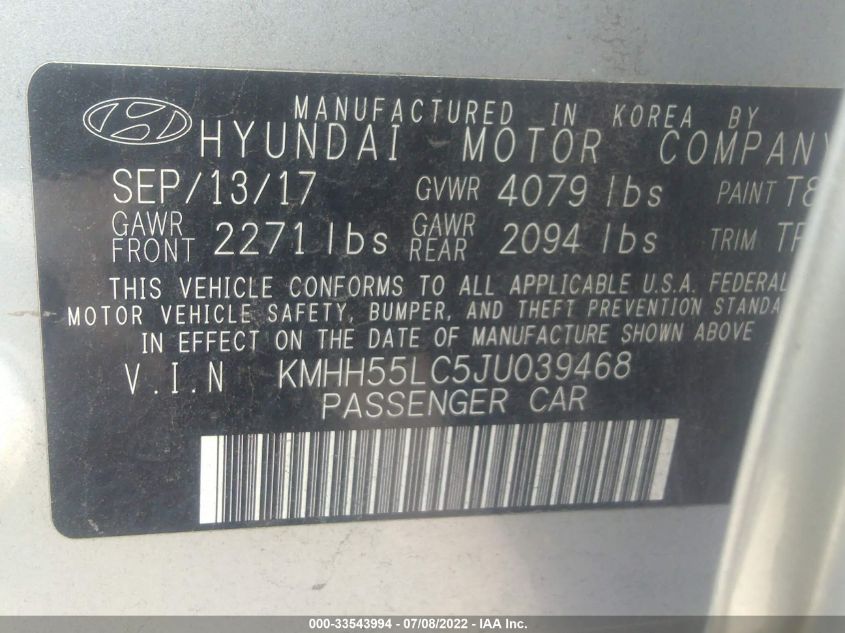 MANUFACTURED IN KOREA BY
HYUNDAI MOTOR COMPANY
SEP/13/17 GVWR 4079 lbs PAINT T8
GAWR FRONT 2271 lbs GAWR REAR 2094 lbs TRIM
THIS VEHICLE CONFORMS TO ALL APPLICABLE U.S.A. FEDERAL
MOTOR VEHICLE SAFETY, BUMPER, AND THEFT PREVENTION STANDA
IN EFFECT ON THE DATE OF MANUFACTURE SHOWN ABOVE
V.I.N KMHH55LC5JU039468
PASSENGER CAR
000-33543994 - 07/08/2022 - IAA Inc.